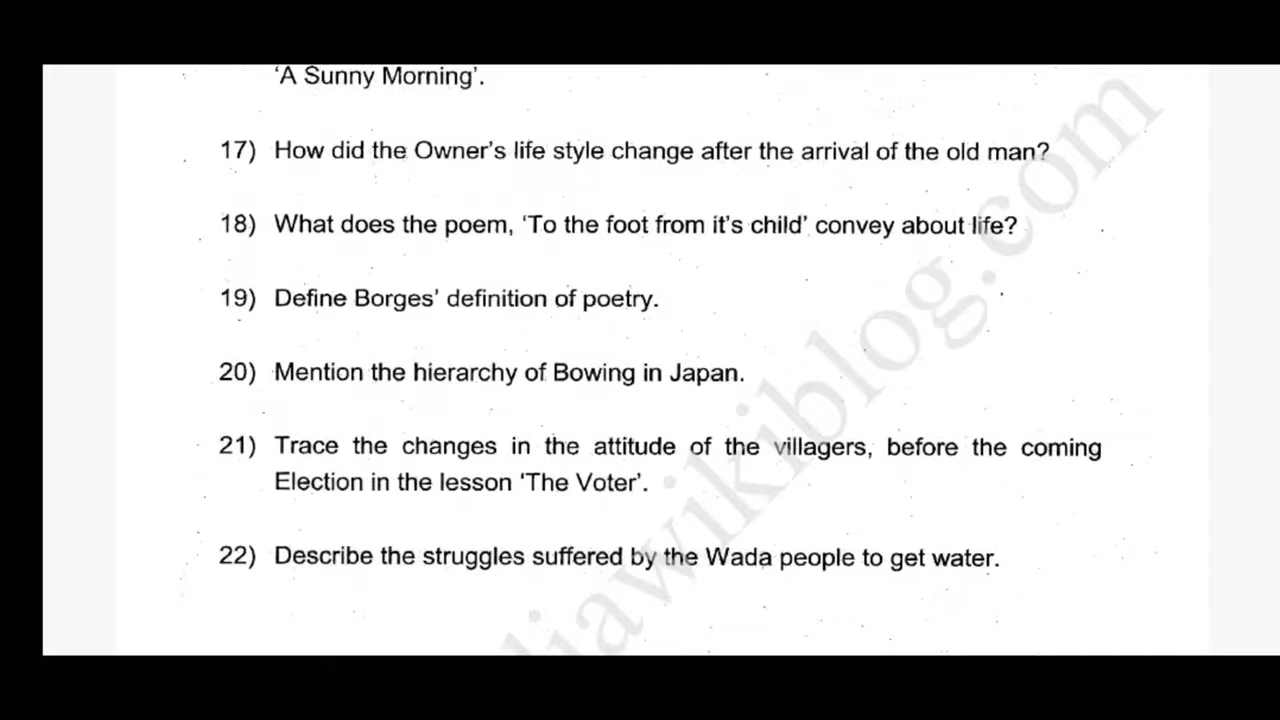 'A Sunny Morning'.
17) How did the Owner's life style change after the arrival of the old man?
18) What does the poem, 'To the foot from it's child' convey about life?
19) Define Borges' definition of poetry.
20) Mention the hierarchy of Bowing in Japan.
21) Trace the changes in the attitude of the villagers, before the coming
Election in the lesson 'The Voter'.
22) Describe the struggles suffered by the Wada people to get water.
iawikiblog.com